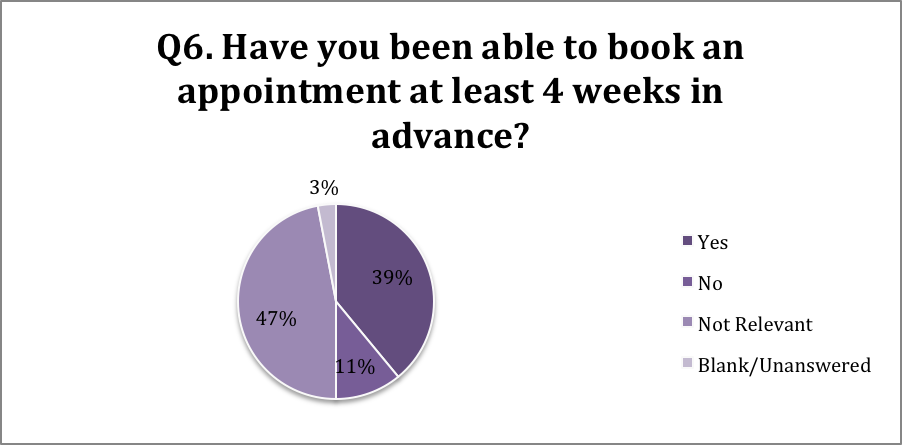 Q6. Have you been able to book an
appointment at least 4 weeks in
advance?
3%
39%
47%
11%
Yes
No
Not Relevant
Blank/Unanswered